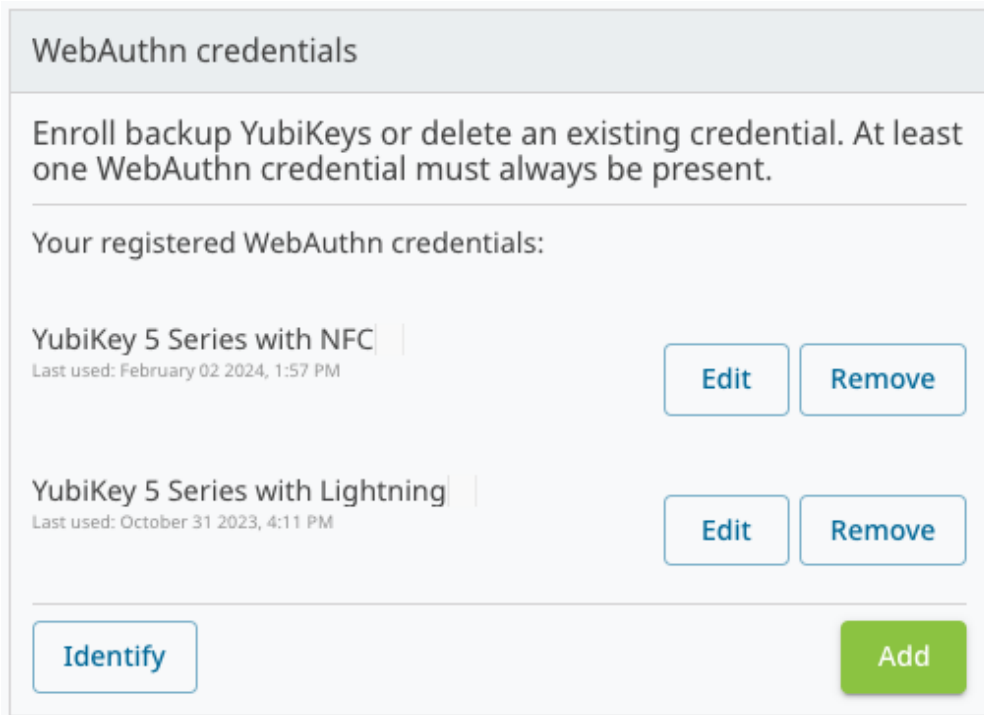 WebAuthn credentials
Enroll backup YubiKeys or delete an existing credential. At least
one WebAuthn credential must always be present.
Your registered WebAuthn credentials:
YubiKey 5 Series with NFC
Last used: February 02 2024, 1:57 PM
Edit
Remove
YubiKey 5 Series with Lightning
Last used: October 31 2023, 4:11 PM
Edit
Remove
Identify
Add